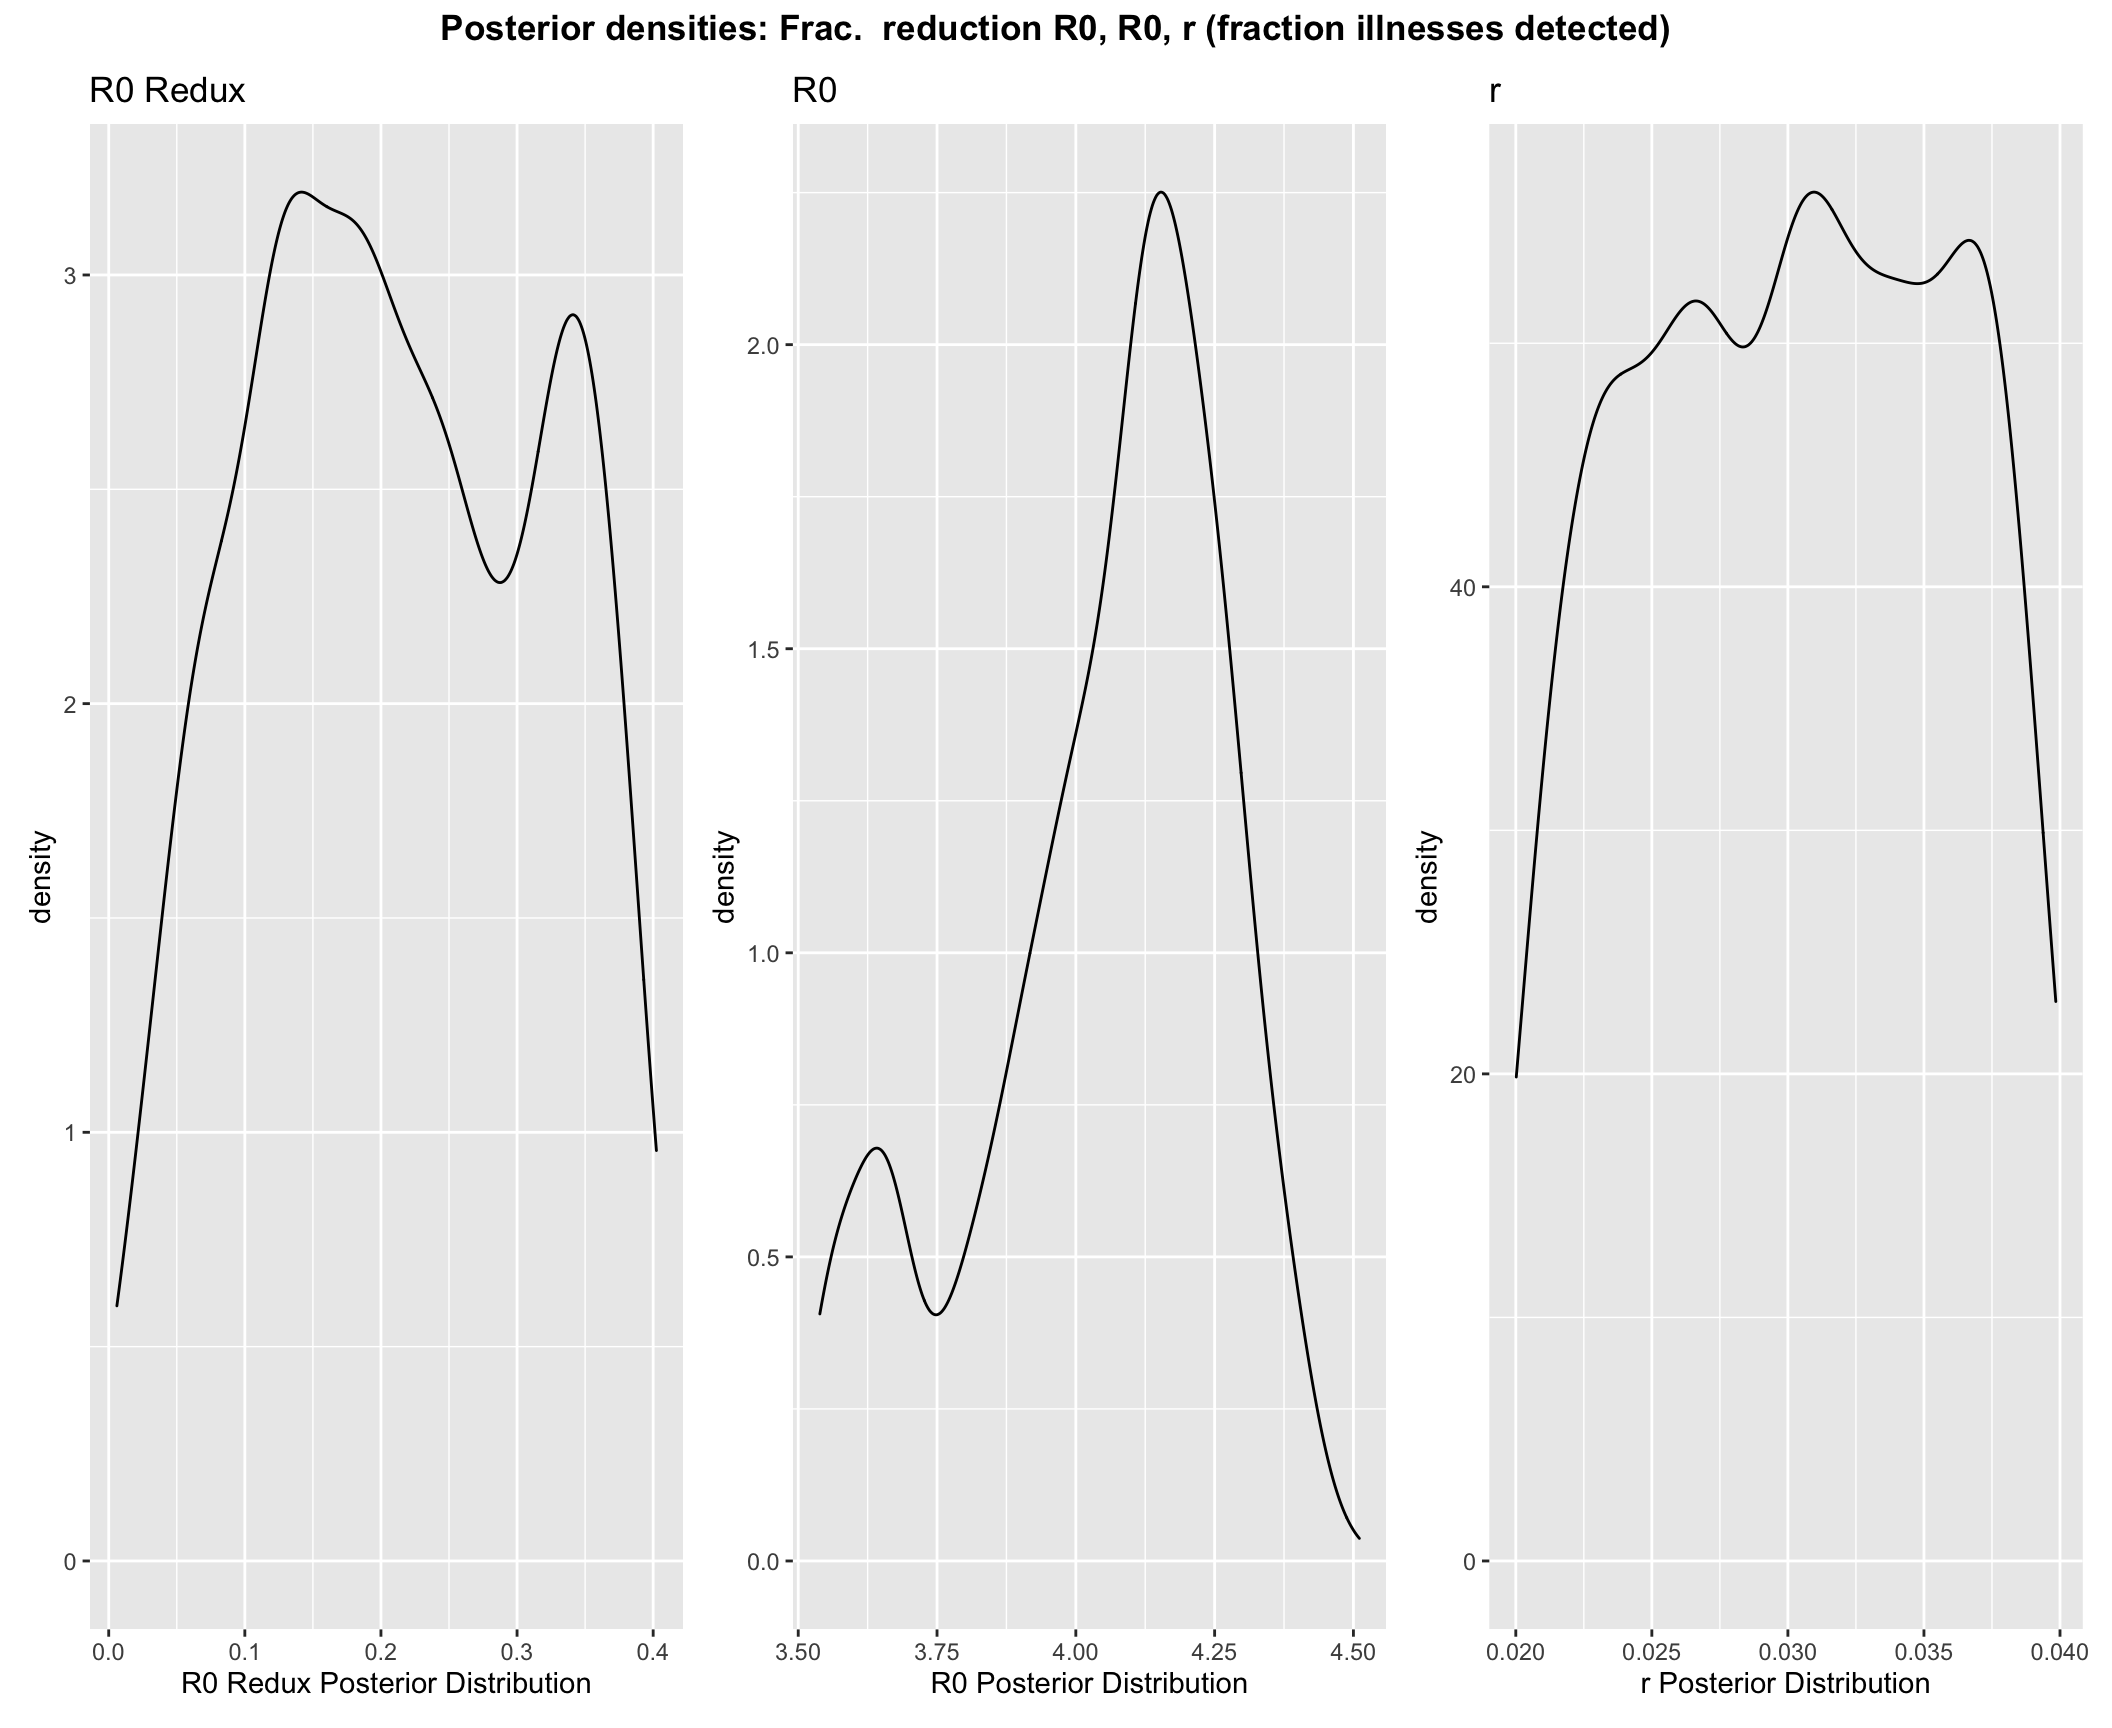 Posterior densities: Frac.  reduction R0, R0, r (fraction illnesses detected)
R0 Redux
3
2
1
0
density
0.0 0.1 0.2 0.3 0.4
R0 Redux Posterior Distribution
R0
2.0
1.5
1.0
0.5
0.0
density
3.50 3.75 4.00 4.25 4.50
R0 Posterior Distribution
r
40
20
0
density
0.020 0.025 0.030 0.035 0.040
r Posterior Distribution